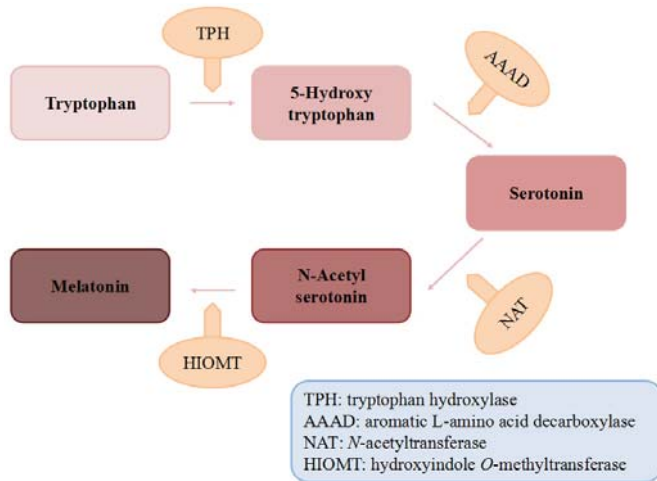 TPH
AAAD
Tryptophan
5-Hydroxy
tryptophan
Serotonin
Melatonin
N-Acetyl
serotonin
NAT
HIOMT
TPH: tryptophan hydroxylase
AAAD: aromatic L-amino acid decarboxylase
NAT: N-acetyltransferase
HIOMT: hydroxyindole O-methyltransferase